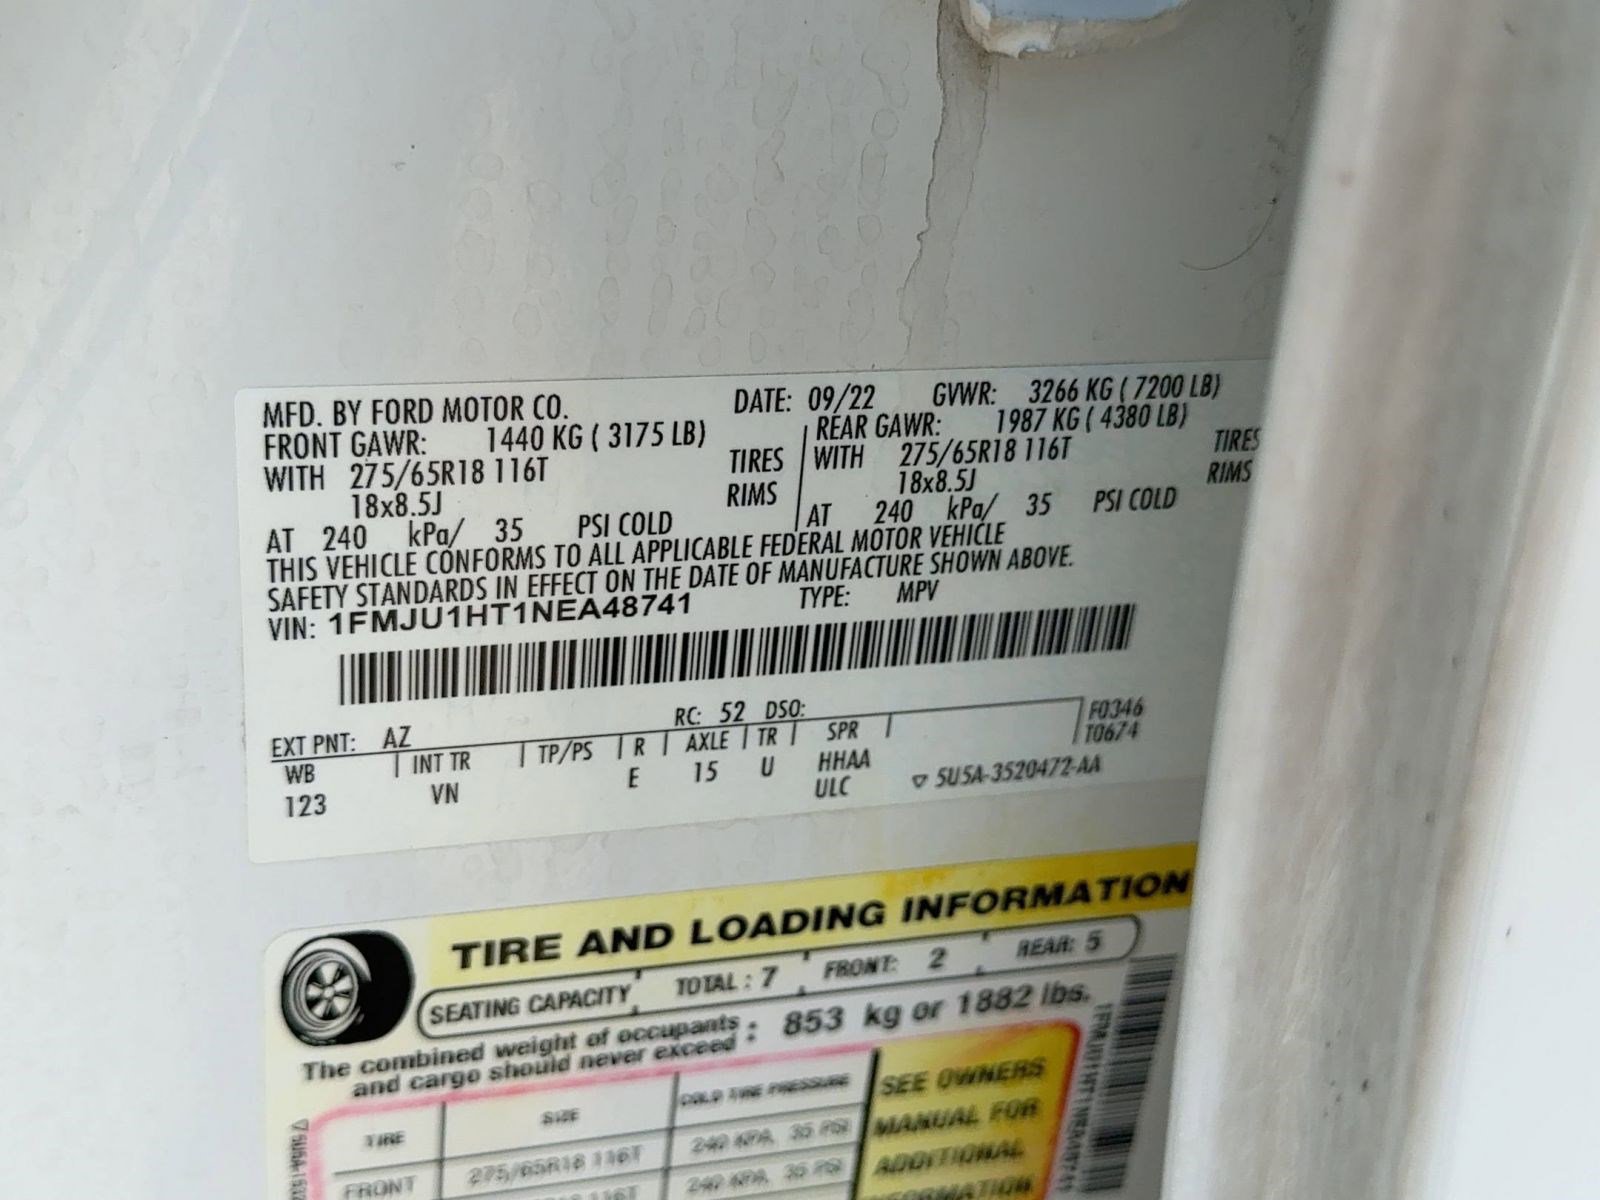 MFD. BY FORD MOTOR CO. DATE: 09/22 GVWR: 3266 KG ( 7200 LB)
FRONT GAWR: 1440 KG ( 3175 LB) REAR GAWR: 1987 KG ( 4380 LB)
WITH 275/65R18 116T TIRES WITH 275/65R18 116T TIRES
18x8.5J RIMS 18x8.5J RIMS
AT 240 kPa/ 35 PSI COLD AT 240 kPa/ 35 PSI COLD
THIS VEHICLE CONFORMS TO ALL APPLICABLE FEDERAL MOTOR VEHICLE
SAFETY STANDARDS IN EFFECT ON THE DATE OF MANUFACTURE SHOWN ABOVE.
VIN: 1FMJU1HT1NEA48741 TYPE: MPV
EXT PNT: AZ RC: 52 DSO: F0346
WB INT TR TP/PS R AXLE TR SPR T0674
123 VN E 15 U HHAA
ULC ▽ 5U5A-3520472-AA
TIRE AND LOADING INFORMATION
SEATING CAPACITY TOTAL : 7 FRONT: 2 REAR: 5
The combined weight of occupants
and cargo should never exceed : 853 kg or 1882 lbs.
TIRE SIZE COLD TIRE PRESSURE SEE OWNERS
FRONT 275/65R18 116T 240 KPA, 35 PSI MANUAL FOR
116T 240 KPA, 35 PSI ADDITIONAL
INFORMATION